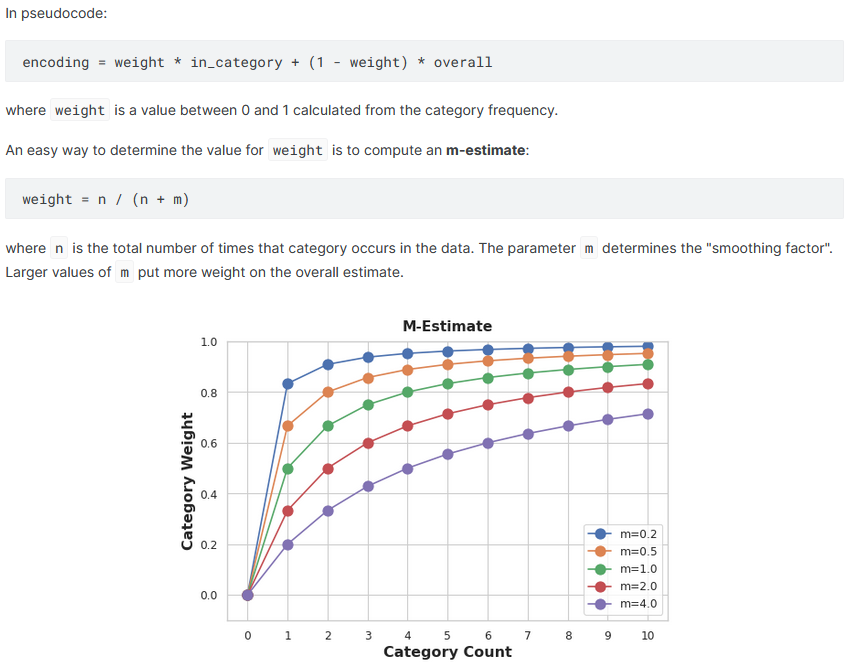 In pseudocode:
encoding = weight * in_category + (1 - weight) * overall
where weight is a value between 0 and 1 calculated from the category frequency.
An easy way to determine the value for weight is to compute an m-estimate:
weight = n / (n + m)
where n is the total number of times that category occurs in the data. The parameter m determines the "smoothing factor".
Larger values of m put more weight on the overall estimate.
M-Estimate
Category Weight
1.0
0.8
0.6
0.4
0.2
0.0
m=0.2
m=0.5
m=1.0
m=2.0
m=4.0
0 1 2 3 4 5 6 7 8 9 10
Category Count